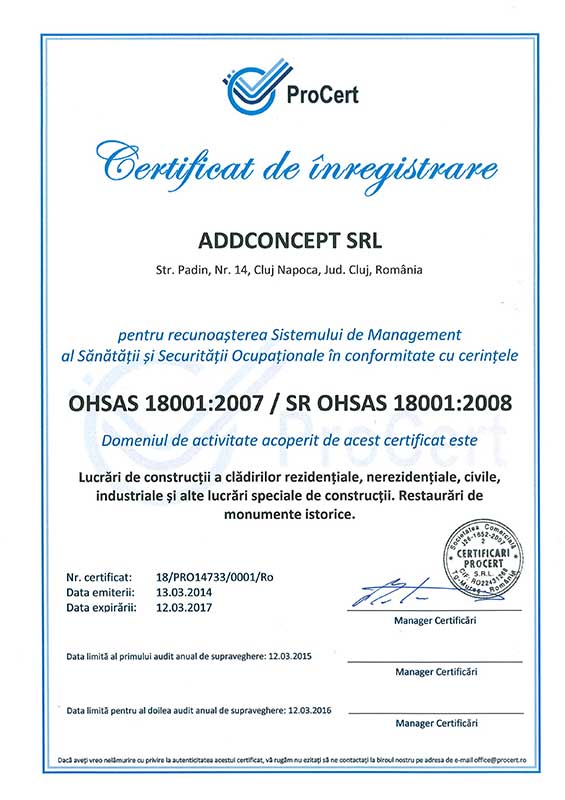 ProCert
Certificat de înregistrare
ADDCONCEPT SRL
Str. Padin, Nr. 14, Cluj Napoca, Jud. Cluj, România
pentru recunoașterea Sistemului de Management
al Sănătății și Securității Ocupaționale în conformitate cu cerințele
OHSAS 18001:2007 / SR OHSAS 18001:2008
Domeniul de activitate acoperit de acest certificat este
ProCert
Lucrări de construcții a clădirilor rezidențiale, nerezidențiale, civile,
industriale și alte lucrări speciale de construcții. Restaurări de
monumente istorice.
Societatea Comercială
J26-1652-2007
2
CERTIFICARI
PROCERT
S.R.L.
Tg-Mureș - România
Nr. certificat: 18/PRO14733/0001/Ro
Data emiterii: 13.03.2014
Data expirării: 12.03.2017
Manager Certificări
Data limită al primului audit anual de supraveghere: 12.03.2015
Manager Certificări
Data limită pentru al doilea audit anual de supraveghere: 12.03.2016
Manager Certificări
Dacă aveți vreo nelămurire cu privire la autenticitatea acestui certificat, vă rugăm nu ezitați să ne contactați la biroul nostru pe adresa de e-mail office@procert.ro